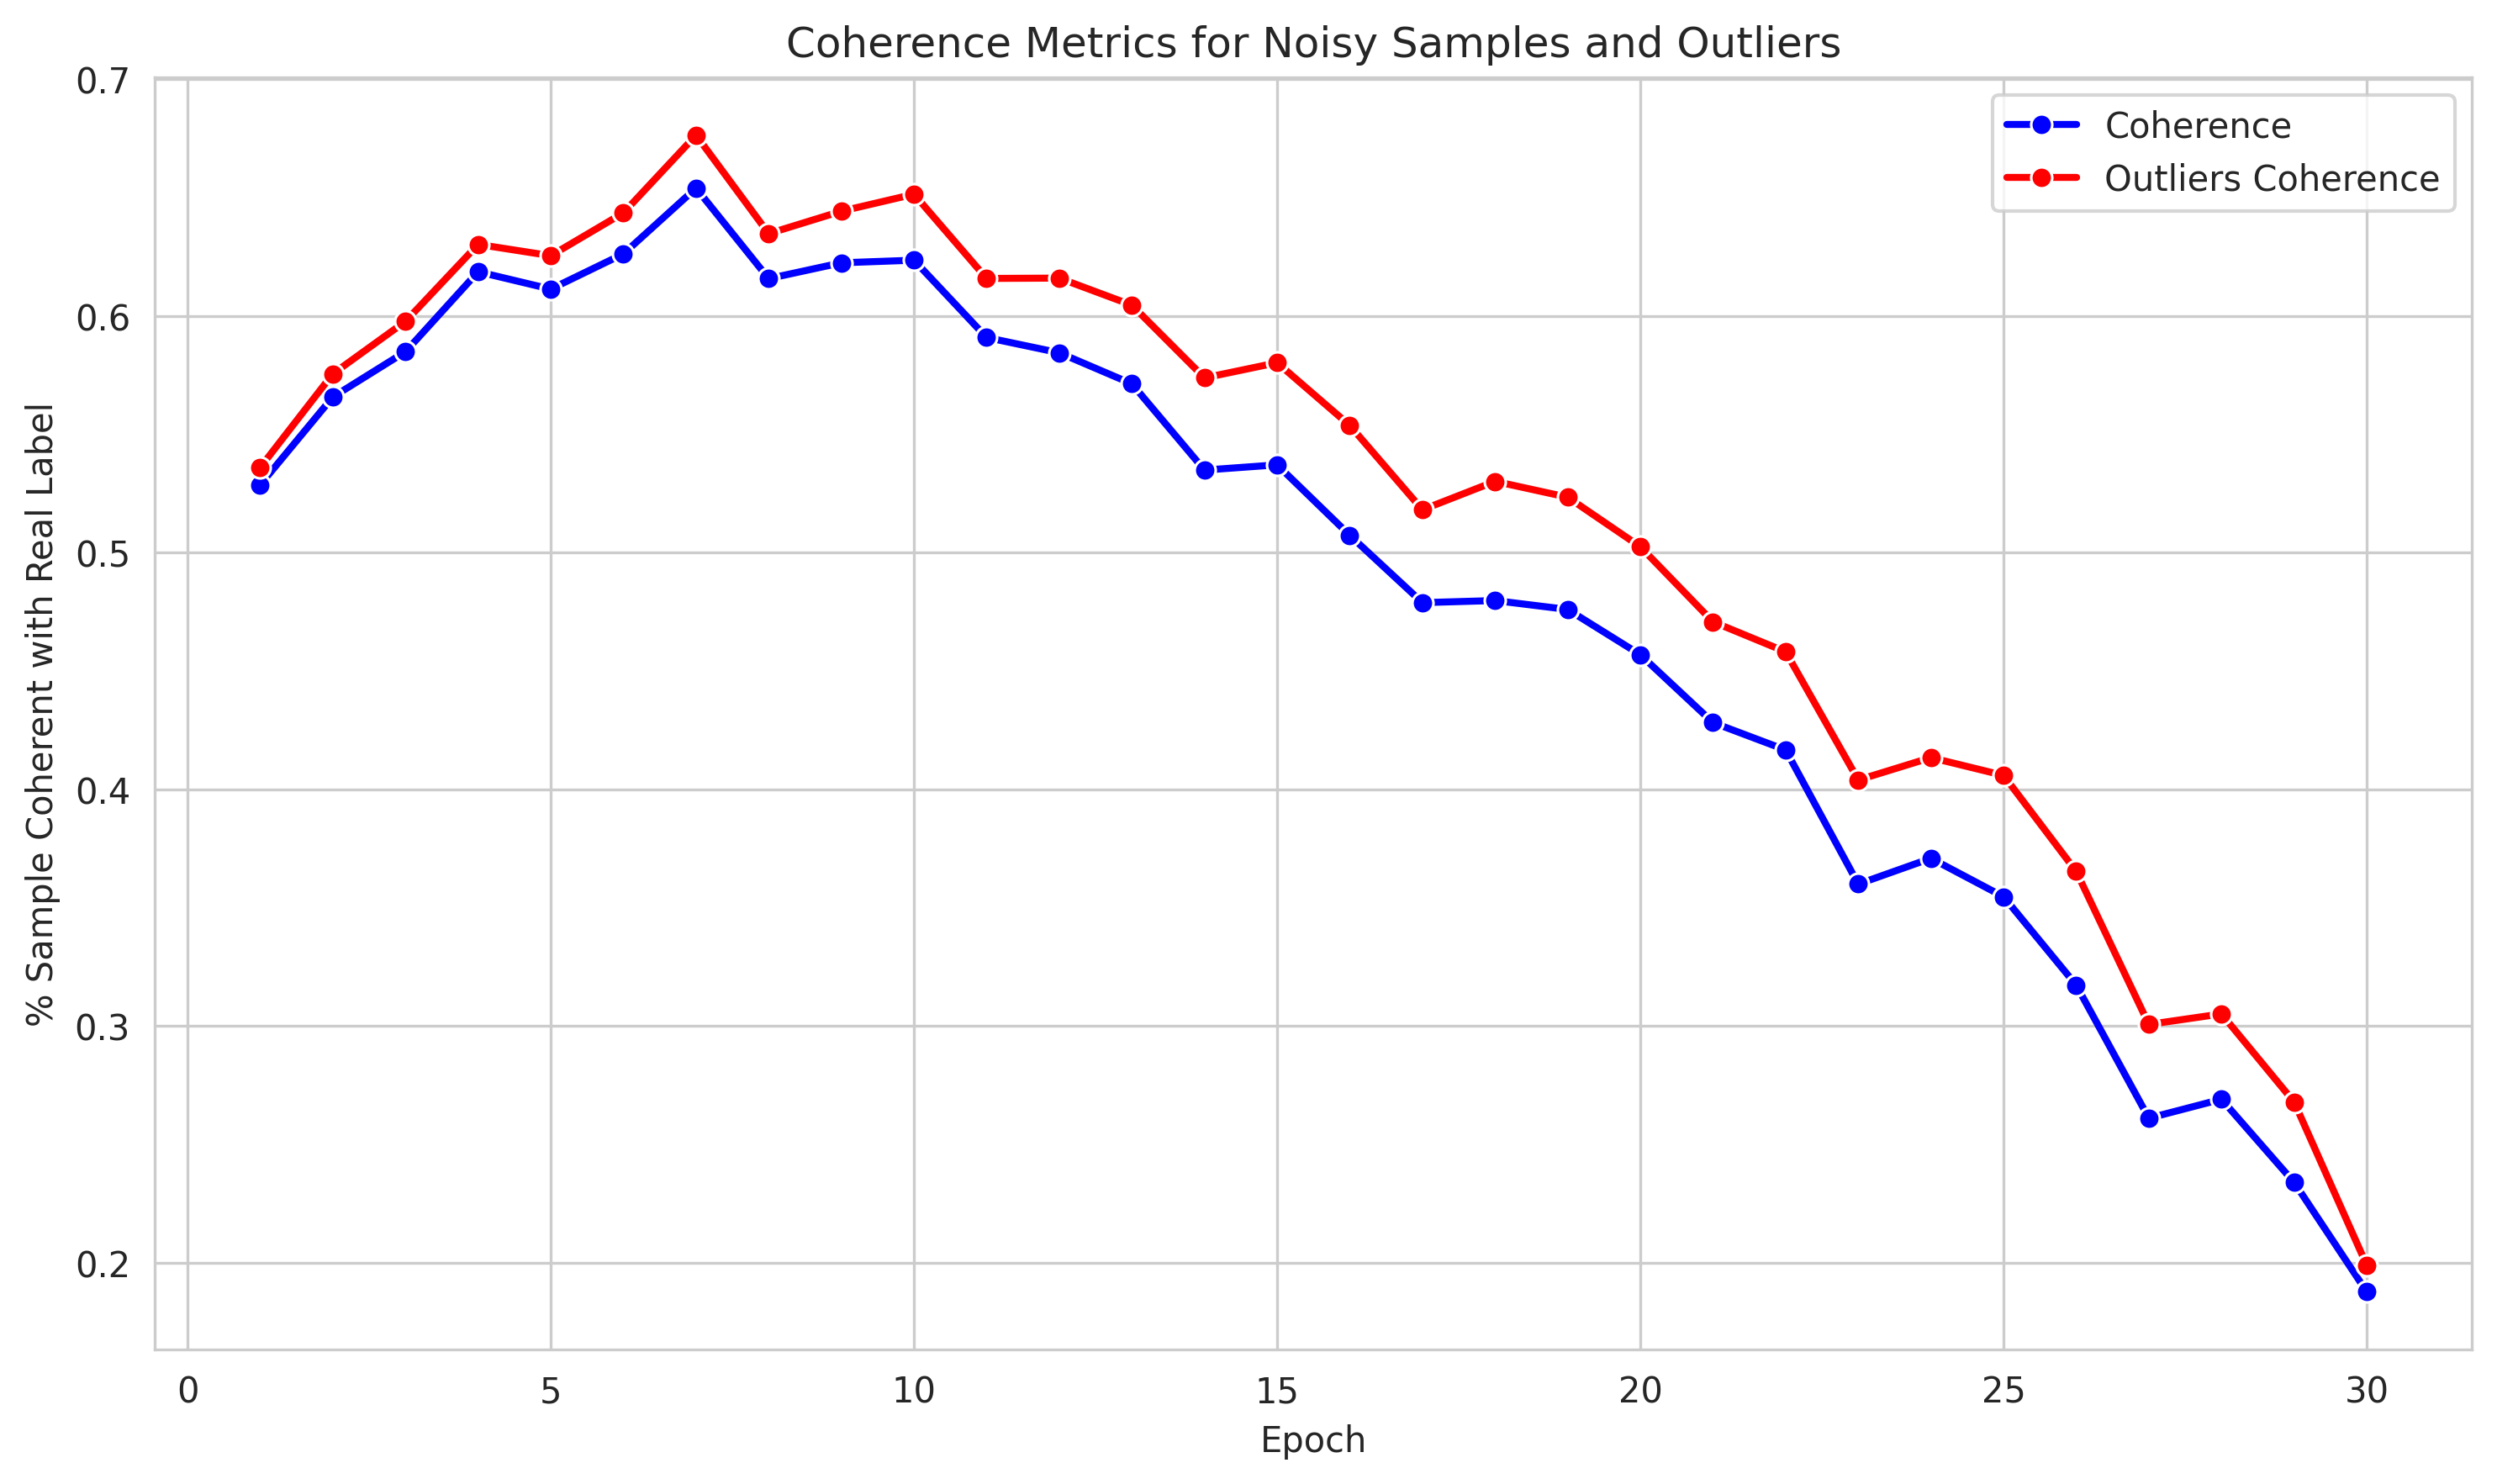 Coherence Metrics for Noisy Samples and Outliers
Coherence
Outliers Coherence
% Sample Coherent with Real Label
0.7
0.6
0.5
0.4
0.3
0.2
0 5 10 15 20 25 30
Epoch